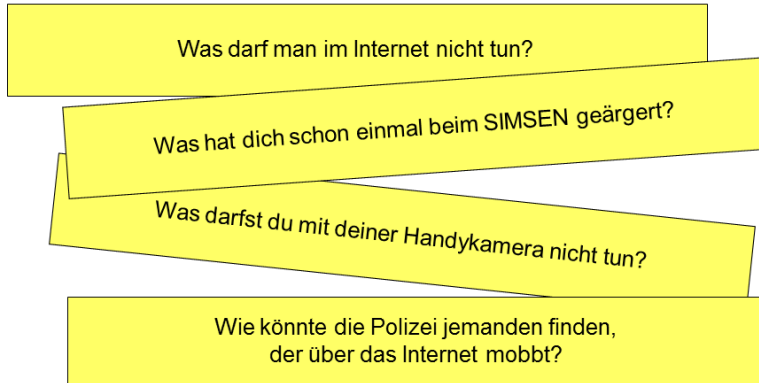 Was darf man im Internet nicht tun?
Was hat dich schon einmal beim SIMSEN geärgert?
Was darfst du mit deiner Handykamera nicht tun?
Wie könnte die Polizei jemanden finden,
der über das Internet mobbt?